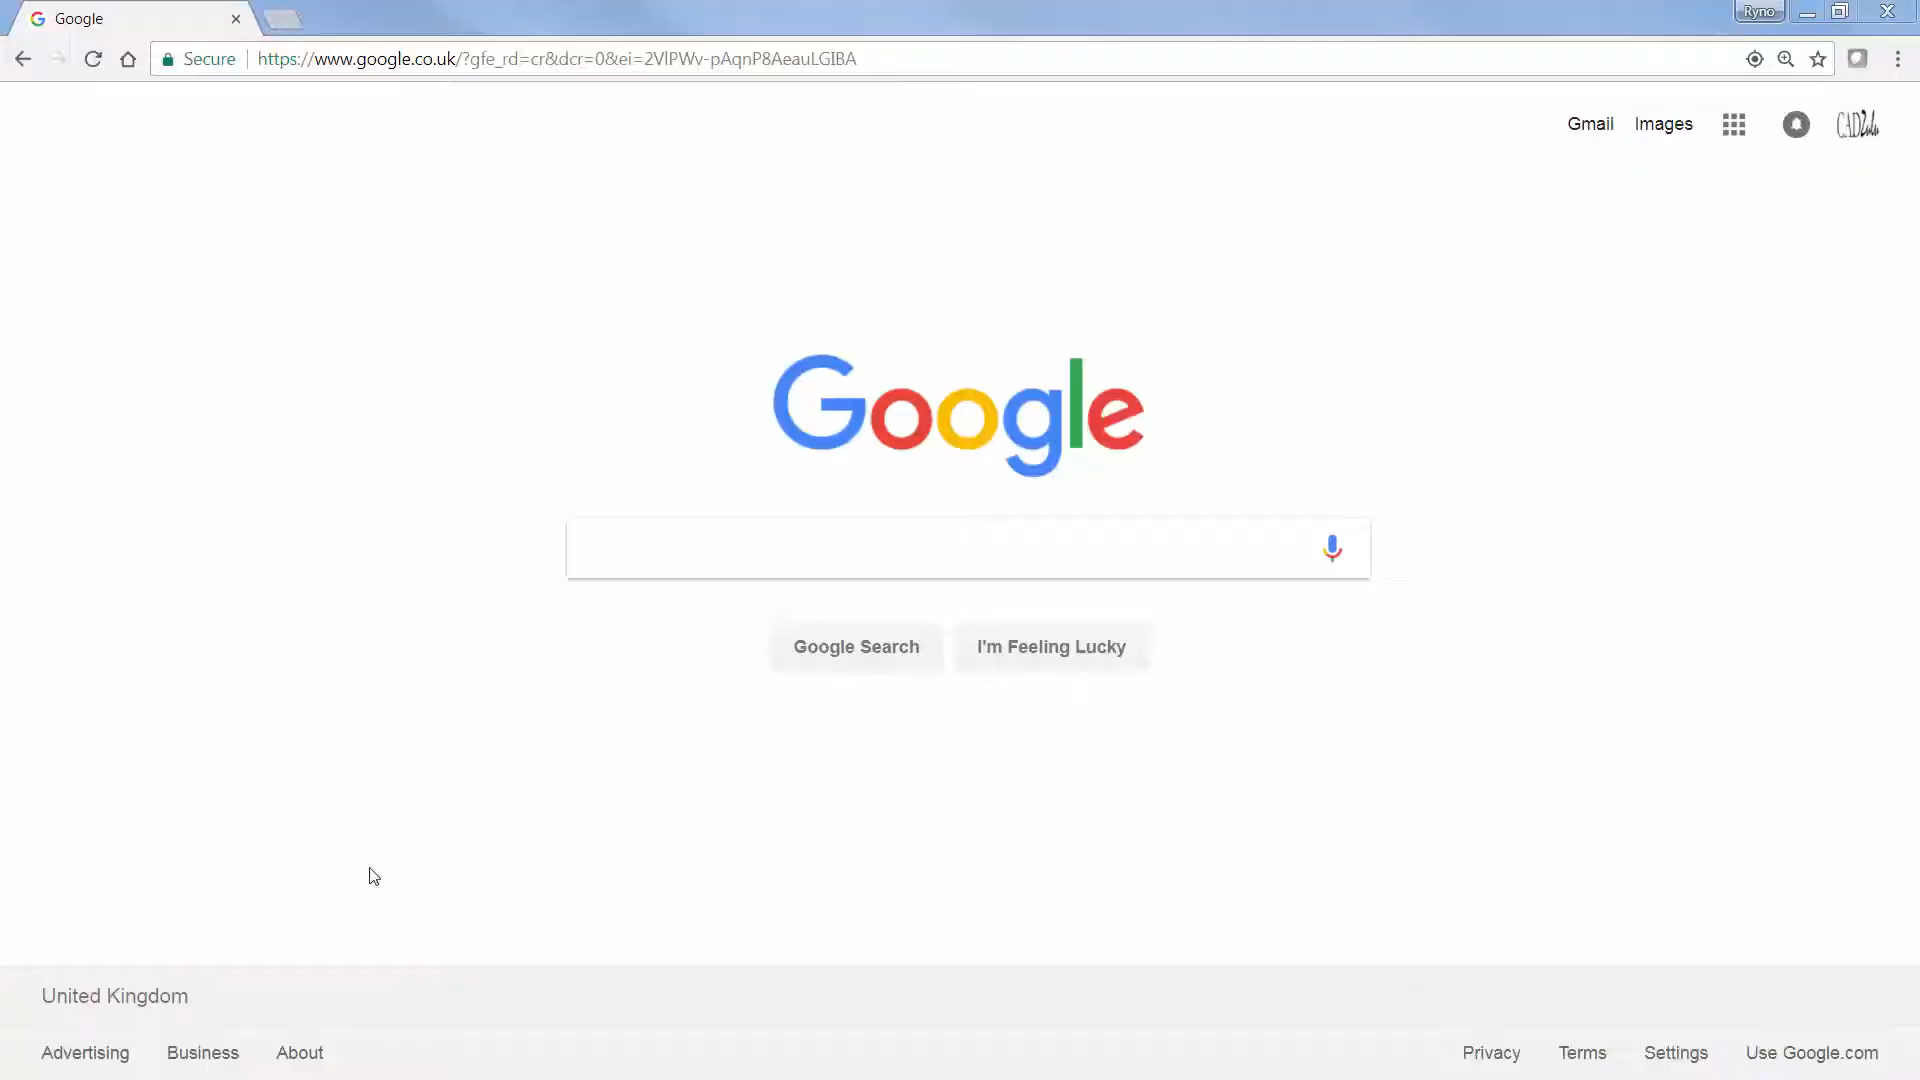 Google
Ryno
Secure
https://www.google.co.uk/?gfe_rd=cr&dcr=0&ei=2VlPWv-pAqnP8AeauLGIBA
Gmail Images
CADZulu
Google
Google Search I'm Feeling Lucky
United Kingdom
Advertising Business About
Privacy Terms Settings Use Google.com